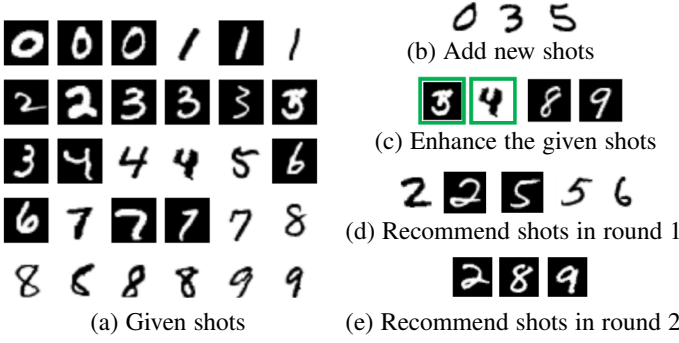 0 0 0 1 1 1
2 2 3 3 3 3
3 4 4 4 5 6
6 7 7 7 7 8
8 8 8 8 9 9
(a) Given shots
0 3 5
(b) Add new shots
3 4 8 9
(c) Enhance the given shots
2 2 5 5 6
(d) Recommend shots in round 1
2 8 9
(e) Recommend shots in round 2